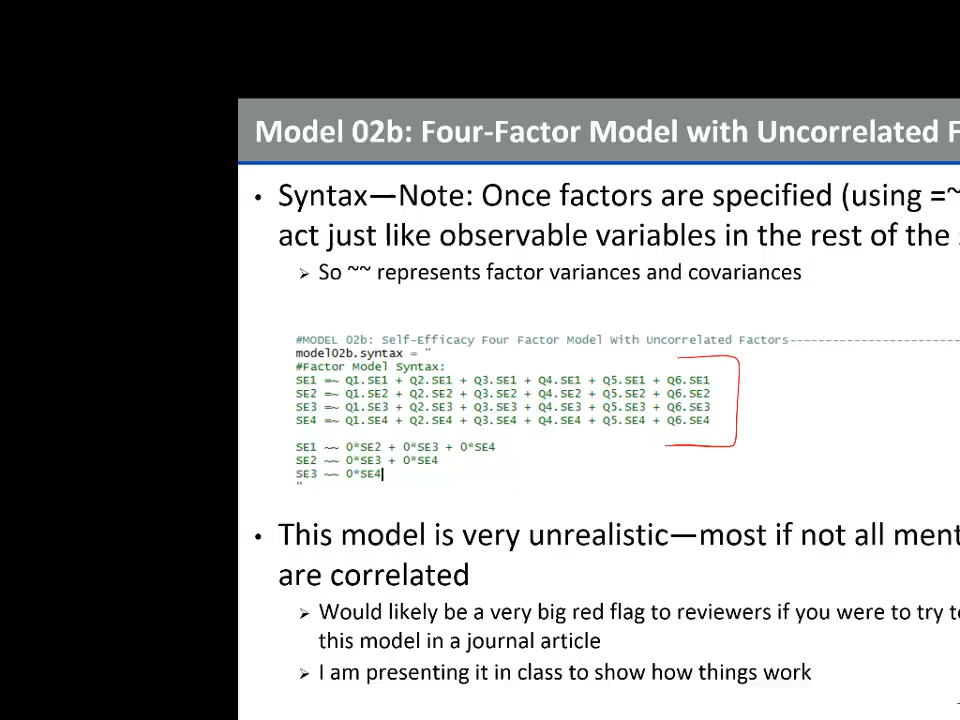 Model 02b: Four-Factor Model with Uncorrelated F
• Syntax—Note: Once factors are specified (using =~
act just like observable variables in the rest of the s
➢ So ~~ represents factor variances and covariances
#MODEL 02b: Self-Efficacy Four Factor Model With Uncorrelated Factors--------------------------
model02b.syntax = "
#Factor Model Syntax:
SE1 =~ Q1.SE1 + Q2.SE1 + Q3.SE1 + Q4.SE1 + Q5.SE1 + Q6.SE1
SE2 =~ Q1.SE2 + Q2.SE2 + Q3.SE2 + Q4.SE2 + Q5.SE2 + Q6.SE2
SE3 =~ Q1.SE3 + Q2.SE3 + Q3.SE3 + Q4.SE3 + Q5.SE3 + Q6.SE3
SE4 =~ Q1.SE4 + Q2.SE4 + Q3.SE4 + Q4.SE4 + Q5.SE4 + Q6.SE4
SE1 ~~ 0*SE2 + 0*SE3 + 0*SE4
SE2 ~~ 0*SE3 + 0*SE4
SE3 ~~ 0*SE4
"
• This model is very unrealistic—most if not all ment
are correlated
➢ Would likely be a very big red flag to reviewers if you were to try to
this model in a journal article
➢ I am presenting it in class to show how things work